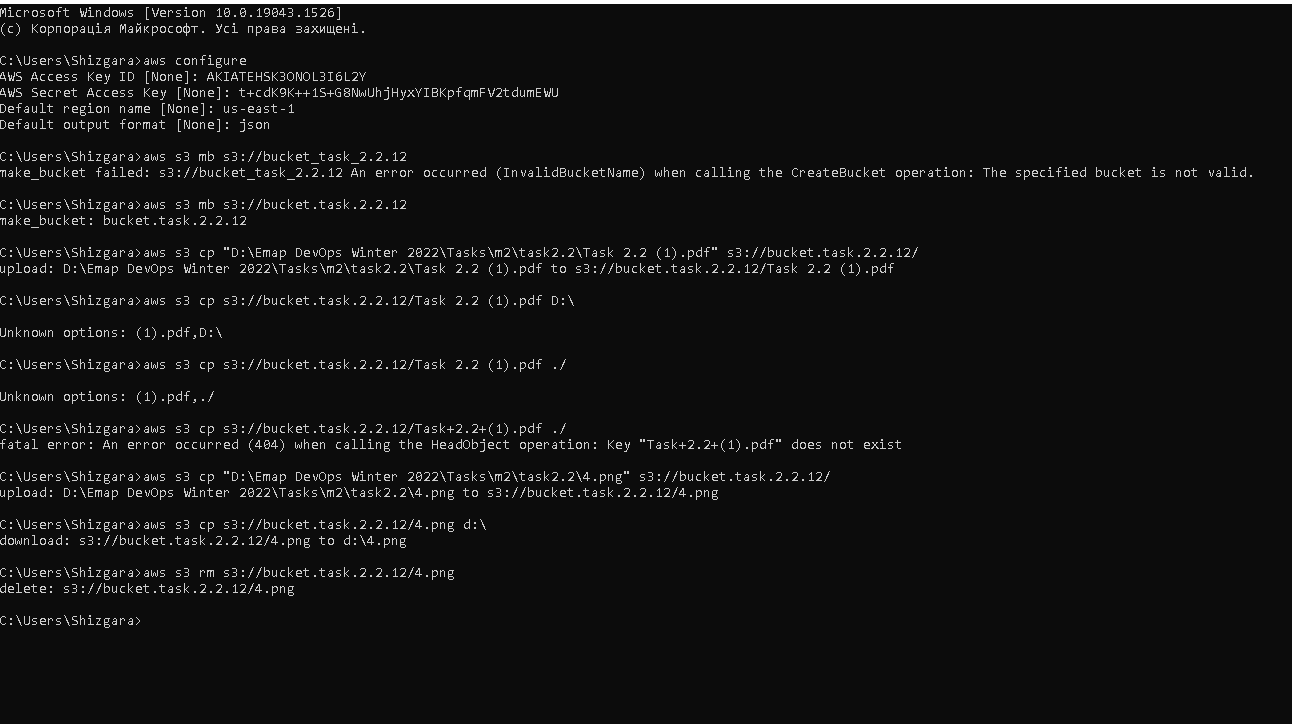 Microsoft Windows [Version 10.0.19043.1526]
(c) Корпорація Майкрософт. Усі права захищені.
C:\Users\Shizgara>aws configure
AWS Access Key ID [None]: AKIATEHSK3ONOL3I6L2Y
AWS Secret Access Key [None]: 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
Default region name [None]: us-east-1
Default output format [None]: json
C:\Users\Shizgara>aws s3 mb s3://bucket_task_2.2.12
make_bucket failed: s3://bucket_task_2.2.12 An error occurred (InvalidBucketName) when calling the CreateBucket operation: The specified bucket is not valid.
C:\Users\Shizgara>aws s3 mb s3://bucket.task.2.2.12
make_bucket: bucket.task.2.2.12
C:\Users\Shizgara>aws s3 cp "D:\Emap DevOps Winter 2022\Tasks\m2\task2.2\Task 2.2 (1).pdf" s3://bucket.task.2.2.12/
upload: D:\Emap DevOps Winter 2022\Tasks\m2\task2.2\Task 2.2 (1).pdf to s3://bucket.task.2.2.12/Task 2.2 (1).pdf
C:\Users\Shizgara>aws s3 cp s3://bucket.task.2.2.12/Task 2.2 (1).pdf D:\
Unknown options: (1).pdf,D:\
C:\Users\Shizgara>aws s3 cp s3://bucket.task.2.2.12/Task 2.2 (1).pdf ./
Unknown options: (1).pdf,./
C:\Users\Shizgara>aws s3 cp s3://bucket.task.2.2.12/Task+2.2+(1).pdf ./
fatal error: An error occurred (404) when calling the HeadObject operation: Key "Task+2.2+(1).pdf" does not exist
C:\Users\Shizgara>aws s3 cp "D:\Emap DevOps Winter 2022\Tasks\m2\task2.2\4.png" s3://bucket.task.2.2.12/
upload: D:\Emap DevOps Winter 2022\Tasks\m2\task2.2\4.png to s3://bucket.task.2.2.12/4.png
C:\Users\Shizgara>aws s3 cp s3://bucket.task.2.2.12/4.png d:\
download: s3://bucket.task.2.2.12/4.png to d:\4.png
C:\Users\Shizgara>aws s3 rm s3://bucket.task.2.2.12/4.png
delete: s3://bucket.task.2.2.12/4.png
C:\Users\Shizgara>